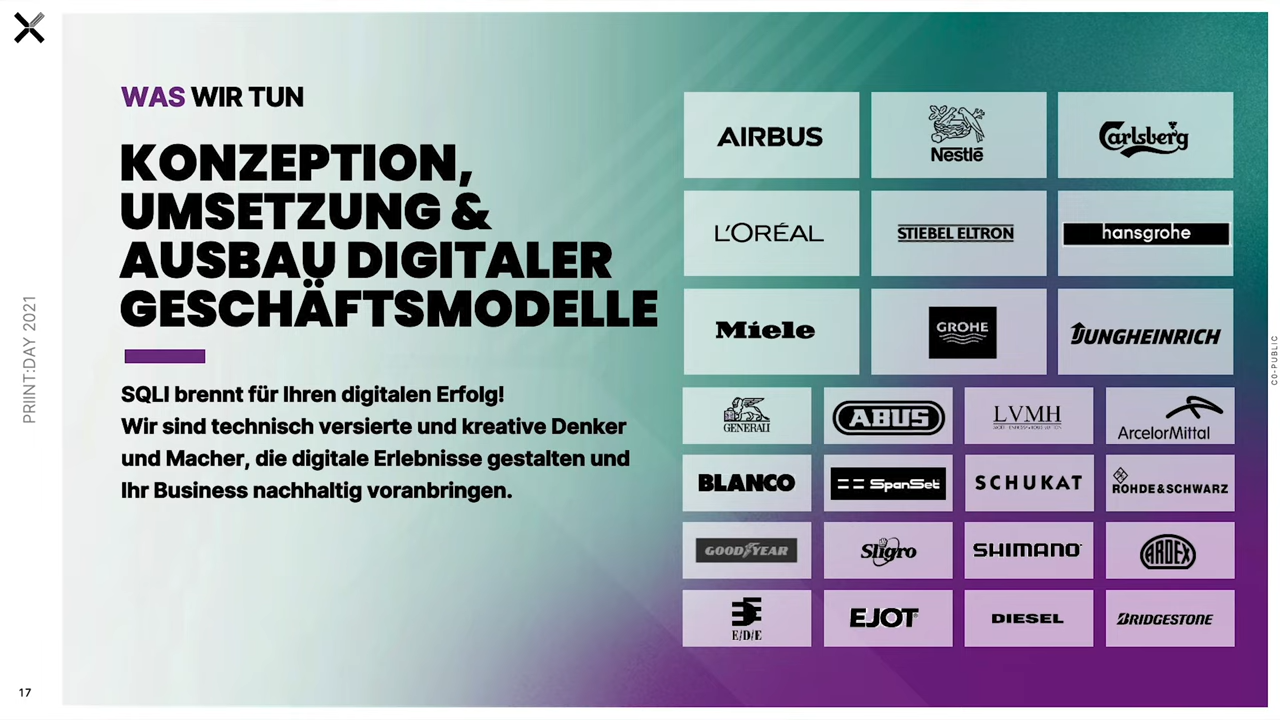 WAS WIR TUN
KONZEPTION,
UMSETZUNG &
AUSBAU DIGITALER
GESCHÄFTSMODELLE
SQLI brennt für Ihren digitalen Erfolg!
Wir sind technisch versierte und kreative Denker
und Macher, die digitale Erlebnisse gestalten und
Ihr Business nachhaltig voranbringen.
AIRBUS
Nestlé
Carlsberg
L'ORÉAL
STIEBEL ELTRON
hansgrohe
Miele
GROHE
JUNGHEINRICH
GENERALI
ABUS
LVMH
ArcelorMittal
BLANCO
SpanSet
SCHUKAT
ROHDE & SCHWARZ
GOODYEAR
Sligro
SHIMANO
ARDEX
E/D/E
EJOT
DIESEL
BRIDGESTONE
PRIINT:DAY 2021
C0-PUBLIC
17